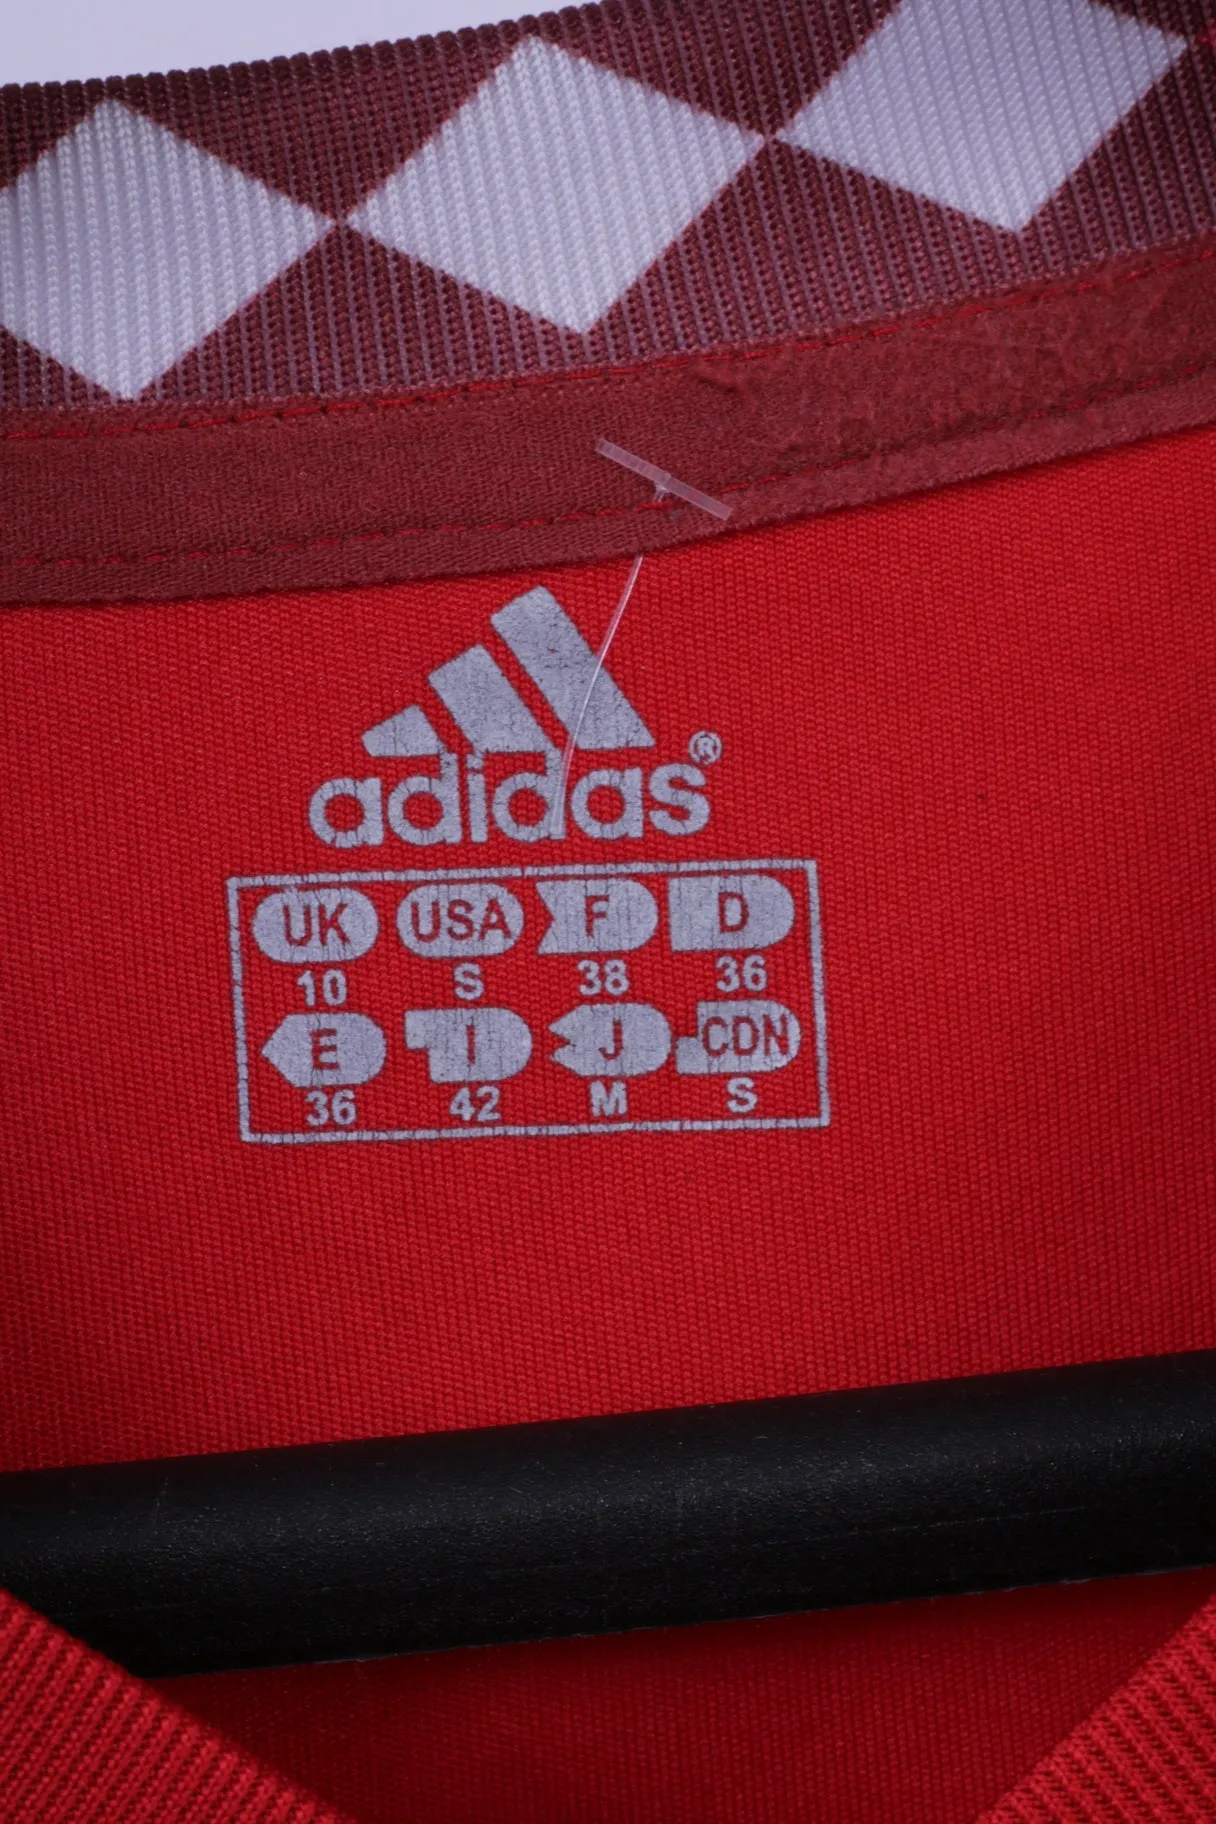 adidas®
UK USA F D
10 S 38 36
E I J CDN
36 42 M S